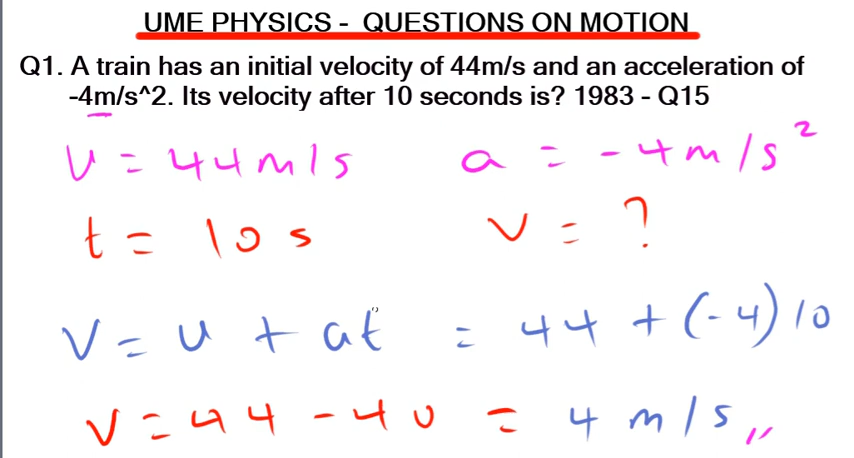 UME PHYSICS - QUESTIONS ON MOTION
Q1. A train has an initial velocity of 44m/s and an acceleration of
-4m/s^2. Its velocity after 10 seconds is? 1983 - Q15
u = 44m/s a = -4m/s²
t = 10s v = ?
v = u + at = 44 + (-4)10
v = 44 - 40 = 4 m/s,,